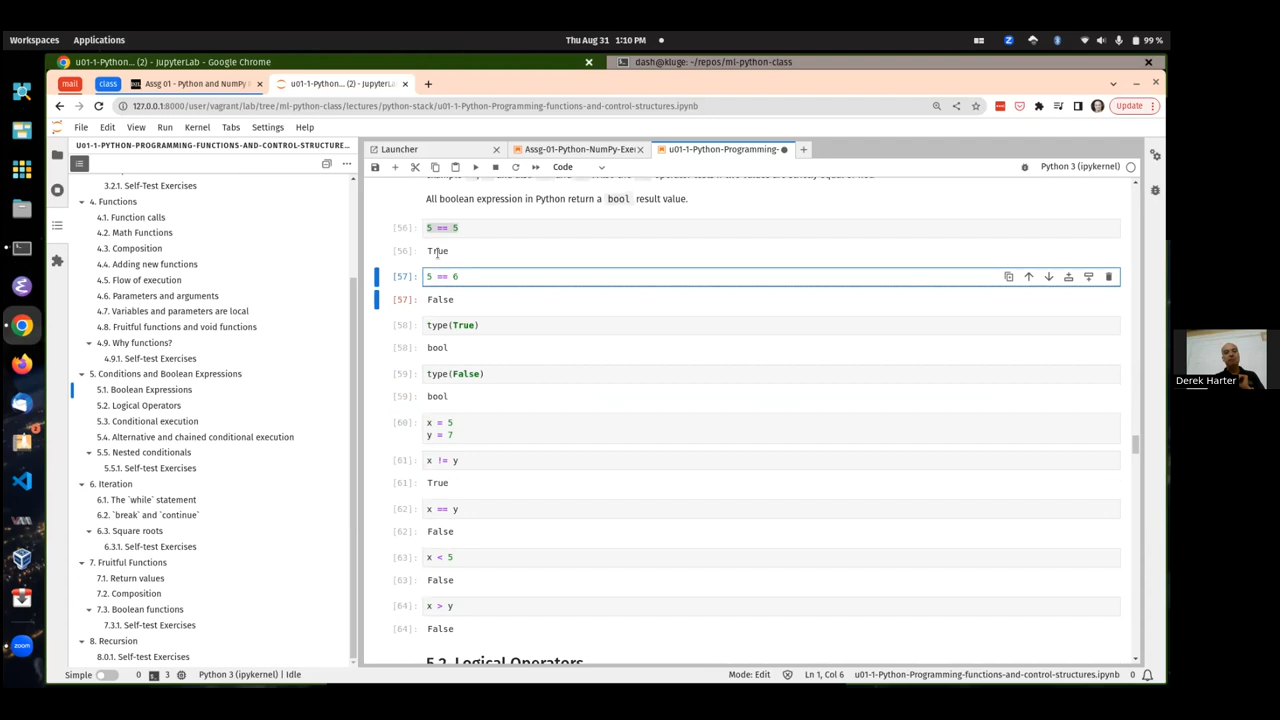 Workspaces Applications Thu Aug 31 1:10 PM 99 %
u01-1-Python... (2) - JupyterLab - Google Chrome dash@kluge: ~/repos/ml-python-class
mail class Assg 01 - Python and NumPy u01-1-Python... (2) - JupyterL
127.0.0.1:8000/user/vagrant/lab/tree/ml-python-class/lectures/python-stack/u01-1-Python-Programming-functions-and-control-structures.ipynb Update
File Edit View Run Kernel Tabs Settings Help
U01-1-PYTHON-PROGRAMMING-FUNCTIONS-AND-CONTROL-STRUCTURE...
Launcher Assg-01-Python-NumPy-Exer u01-1-Python-Programming-
Code Python 3 (ipykernel)
3.2.1. Self-Test Exercises
4. Functions
4.1. Function calls
4.2. Math Functions
4.3. Composition
4.4. Adding new functions
4.5. Flow of execution
4.6. Parameters and arguments
4.7. Variables and parameters are local
4.8. Fruitful functions and void functions
4.9. Why functions?
4.9.1. Self-test Exercises
5. Conditions and Boolean Expressions
5.1. Boolean Expressions
5.2. Logical Operators
5.3. Conditional execution
5.4. Alternative and chained conditional execution
5.5. Nested conditionals
5.5.1. Self-test Exercises
6. Iteration
6.1. The `while` statement
6.2. `break` and `continue`
6.3. Square roots
6.3.1. Self-test Exercises
7. Fruitful Functions
7.1. Return values
7.2. Composition
7.3. Boolean functions
7.3.1. Self-test Exercises
8. Recursion
8.0.1. Self-test Exercises
All boolean expression in Python return a bool result value.
[56]: 5 == 5
[56]: True
[57]: 5 == 6
[57]: False
[58]: type(True)
[58]: bool
[59]: type(False)
[59]: bool
[60]: x = 5
y = 7
[61]: x != y
[61]: True
[62]: x == y
[62]: False
[63]: x < 5
[63]: False
[64]: x > y
[64]: False
5.2. Logical Operators
Derek Harter
Simple 0 3 Python 3 (ipykernel) | Idle Mode: Edit Ln 1, Col 6 u01-1-Python-Programming-functions-and-control-structures.ipynb 0
zoom